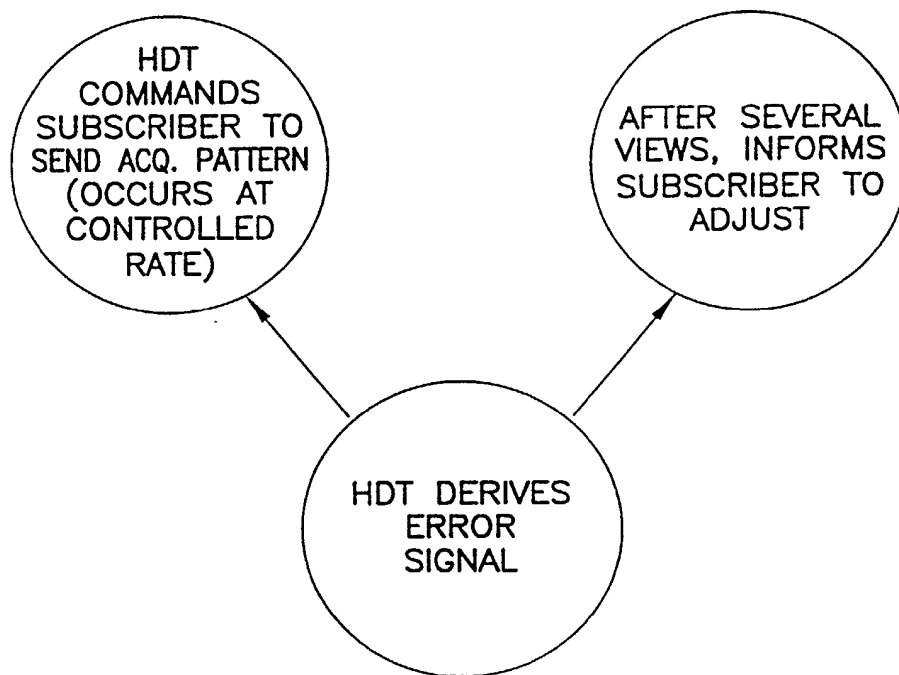 HDT
COMMANDS
SUBSCRIBER TO
SEND ACQ. PATTERN
(OCCURS AT
CONTROLLED
RATE)
AFTER SEVERAL
VIEWS, INFORMS
SUBSCRIBER TO
ADJUST
HDT DERIVES
ERROR
SIGNAL